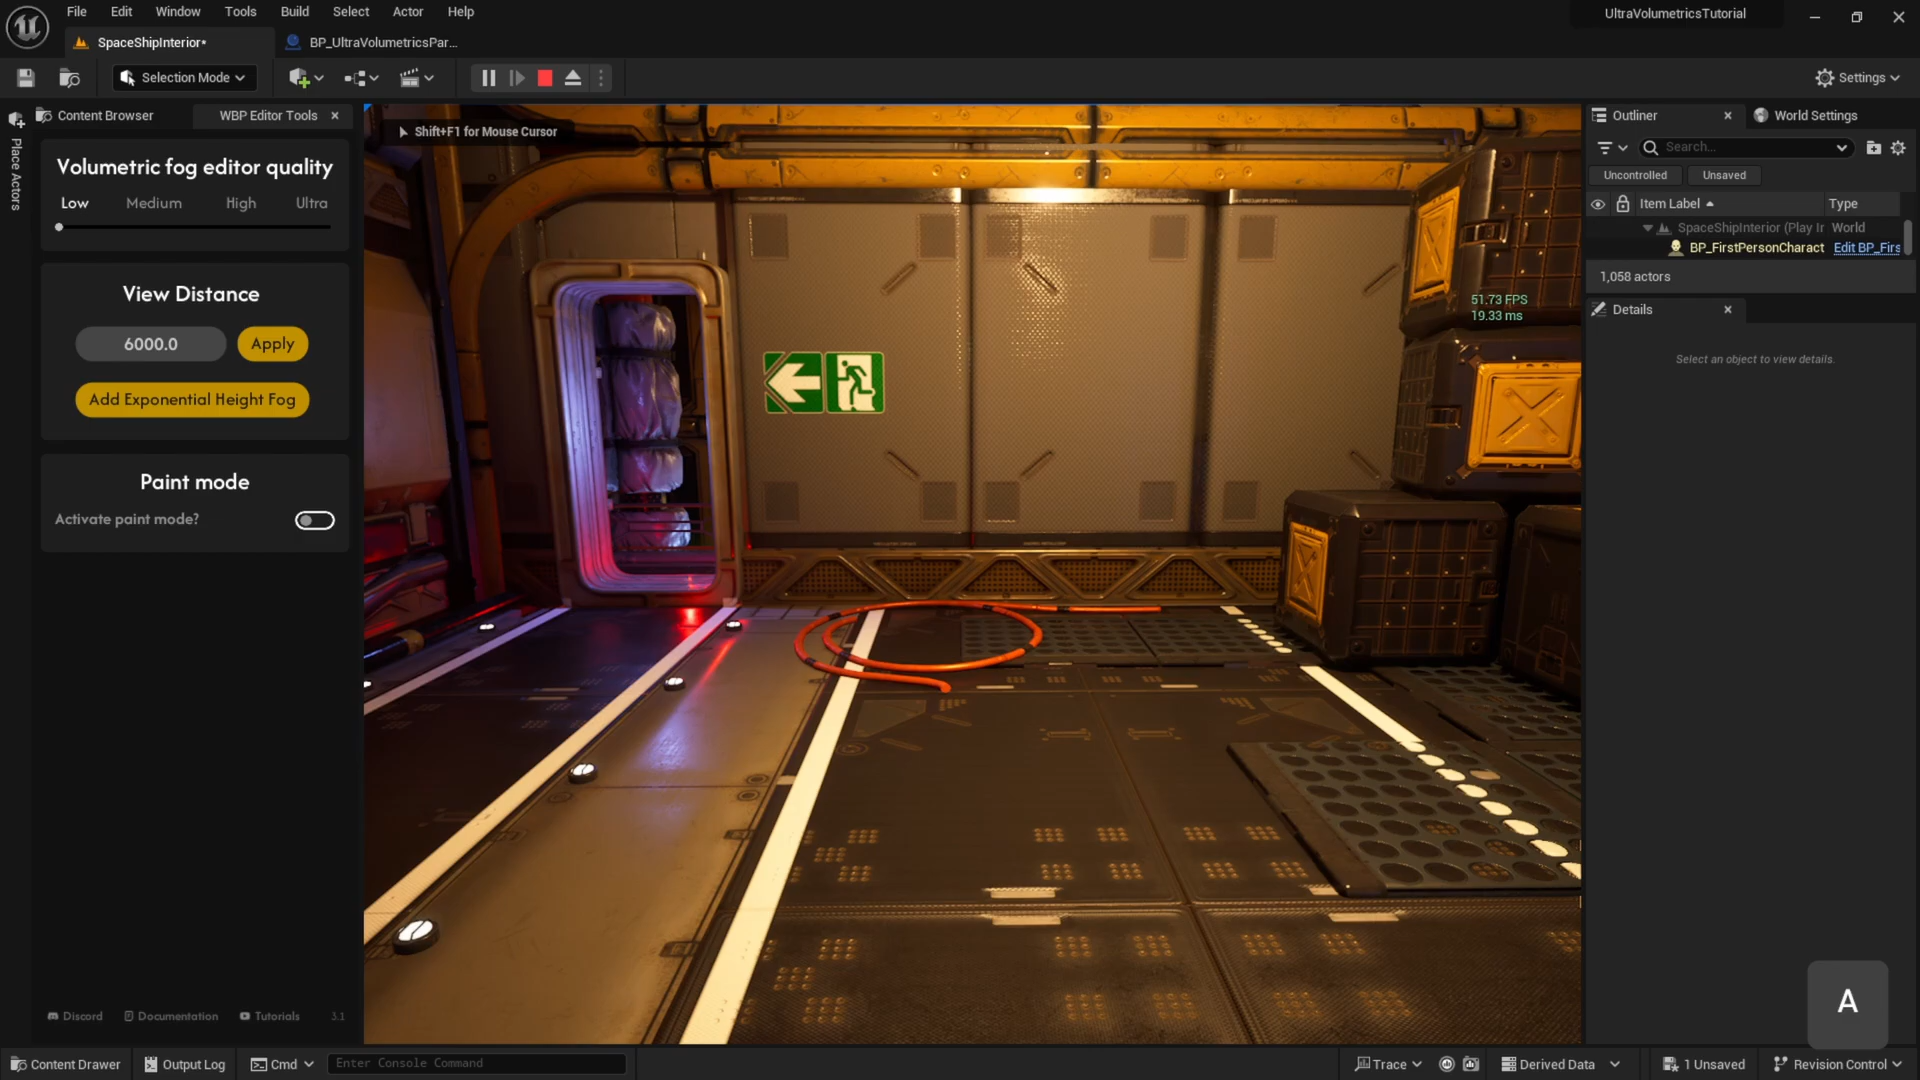 File Edit Window Tools Build Select Actor Help
UltraVolumetricsTutorial
SpaceShipInterior*
BP_UltraVolumetricsPar...
Selection Mode
Settings
Place Actors
Content Browser
WBP Editor Tools
Volumetric fog editor quality
Low Medium High Ultra
View Distance
6000.0
Apply
Add Exponential Height Fog
Paint mode
Activate paint mode?
Discord
Documentation
Tutorials
3.1
Shift+F1 for Mouse Cursor
51.73 FPS
19.33 ms
Outliner
World Settings
Search...
Uncontrolled
Unsaved
Item Label
Type
SpaceShipInterior (Play Ir World
BP_FirstPersonCharact Edit BP_Firs
1,058 actors
Details
Select an object to view details.
A
Content Drawer
Output Log
Cmd
Enter Console Command
Trace
Derived Data
1 Unsaved
Revision Control